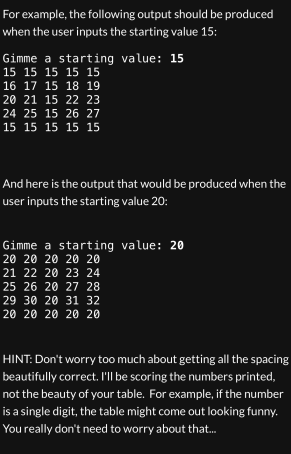 For example, the following output should be produced
when the user inputs the starting value 15:
Gimme a starting value: 15
15 15 15 15 15
16 17 15 18 19
20 21 15 22 23
24 25 15 26 27
15 15 15 15 15
And here is the output that would be produced when the
user inputs the starting value 20:
Gimme a starting value: 20
20 20 20 20 20
21 22 20 23 24
25 26 20 27 28
29 30 20 31 32
20 20 20 20 20
HINT: Don't worry too much about getting all the spacing
beautifully correct. I'll be scoring the numbers printed,
not the beauty of your table. For example, if the number
is a single digit, the table might come out looking funny.
You really don't need to worry about that...